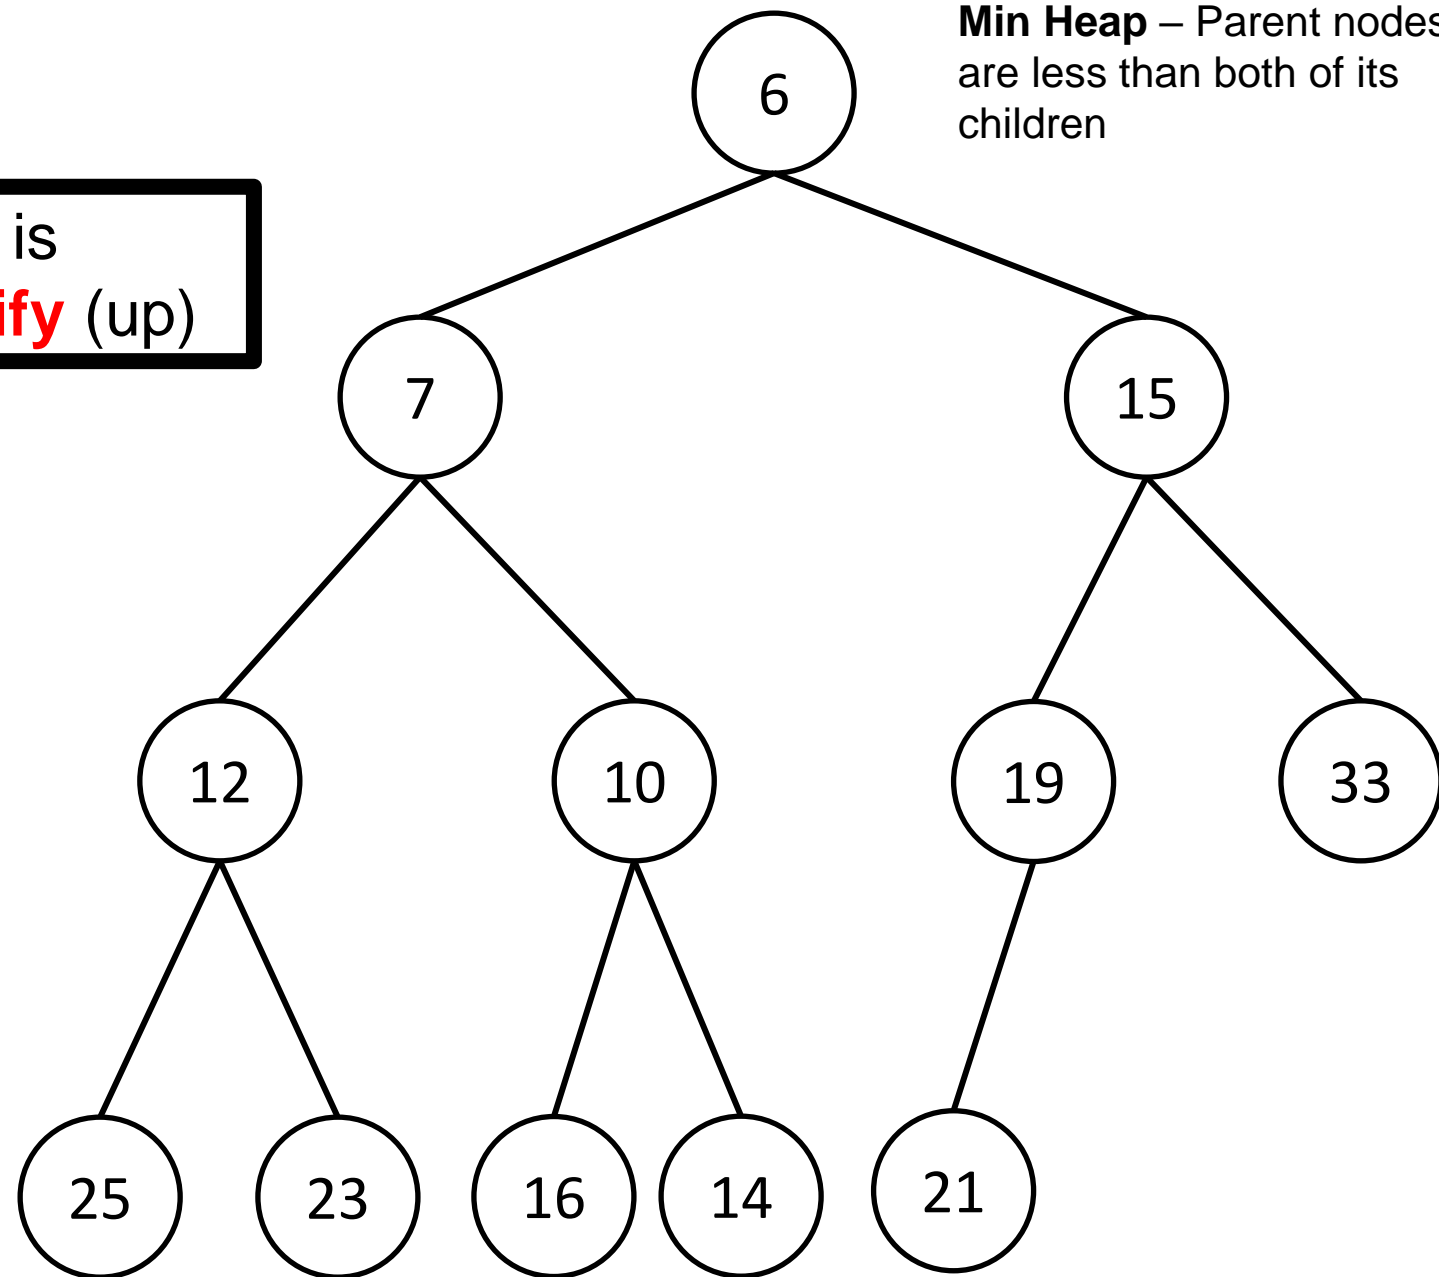 Min Heap – Parent nodes
are less than both of its
children
6
is
ify (up)
7
15
12
10
19
33
25
23
16
14
21